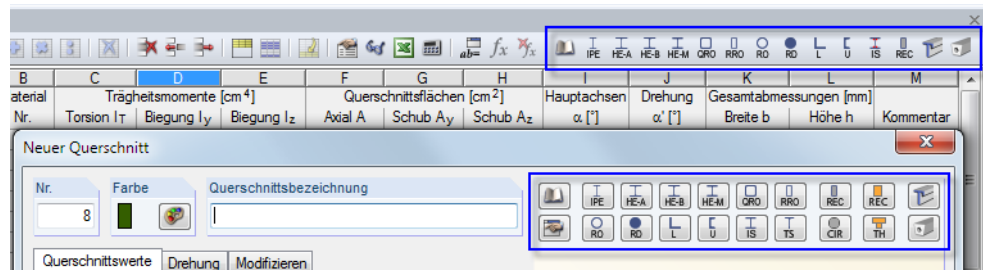 ab= fx IPE HE-A HE-B HE-M QRO RRO RO RD L U IS REC
B C D E F G H I J K L M
aterial Trägheitsmomente [cm⁴] Querschnittsflächen [cm²] Hauptachsen Drehung Gesamtabmessungen [mm]
Nr. Torsion IT Biegung Iy Biegung Iz Axial A Schub Ay Schub Az α [°] α' [°] Breite b Höhe h Kommentar
Neuer Querschnitt
Nr. Farbe Querschnittsbezeichnung
IPE HE-A HE-B HE-M QRO RRO REC REC
8
RO RD L U IS TS CIR TH
Querschnittswerte Drehung Modifizieren